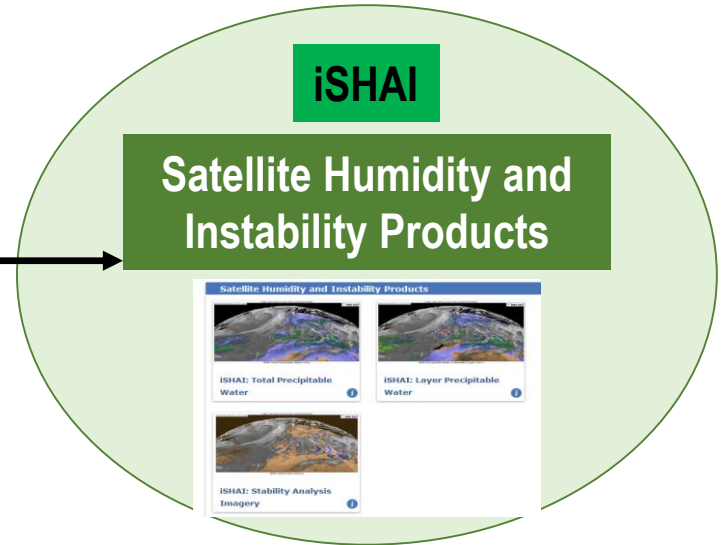 iSHAI
Satellite Humidity and
Instability Products
Satellite Humidity and Instability Products
iSHAI: Total Precipitable
Water
iSHAI: Layer Precipitable
Water
iSHAI: Stability Analysis
Imagery